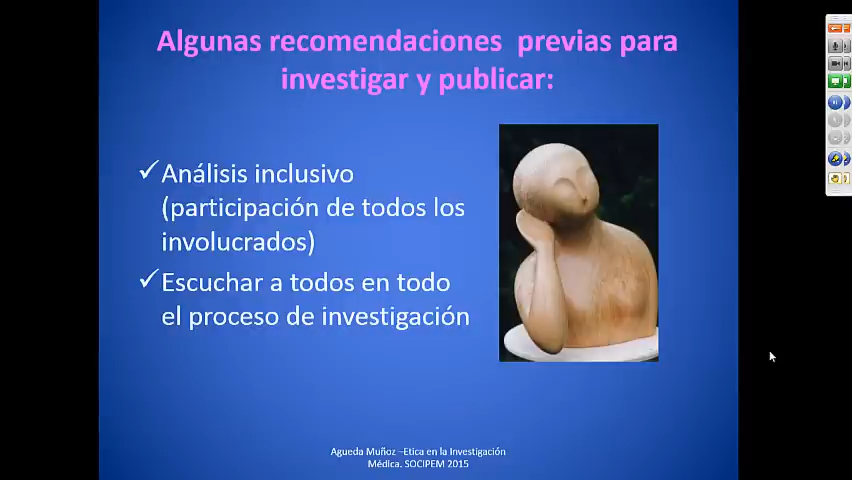 Algunas recomendaciones previas para
investigar y publicar:
✓Análisis inclusivo
(participación de todos los
involucrados)
✓Escuchar a todos en todo
el proceso de investigación
Agueda Muñoz –Etica en la Investigación
Médica. SOCIPEM 2015